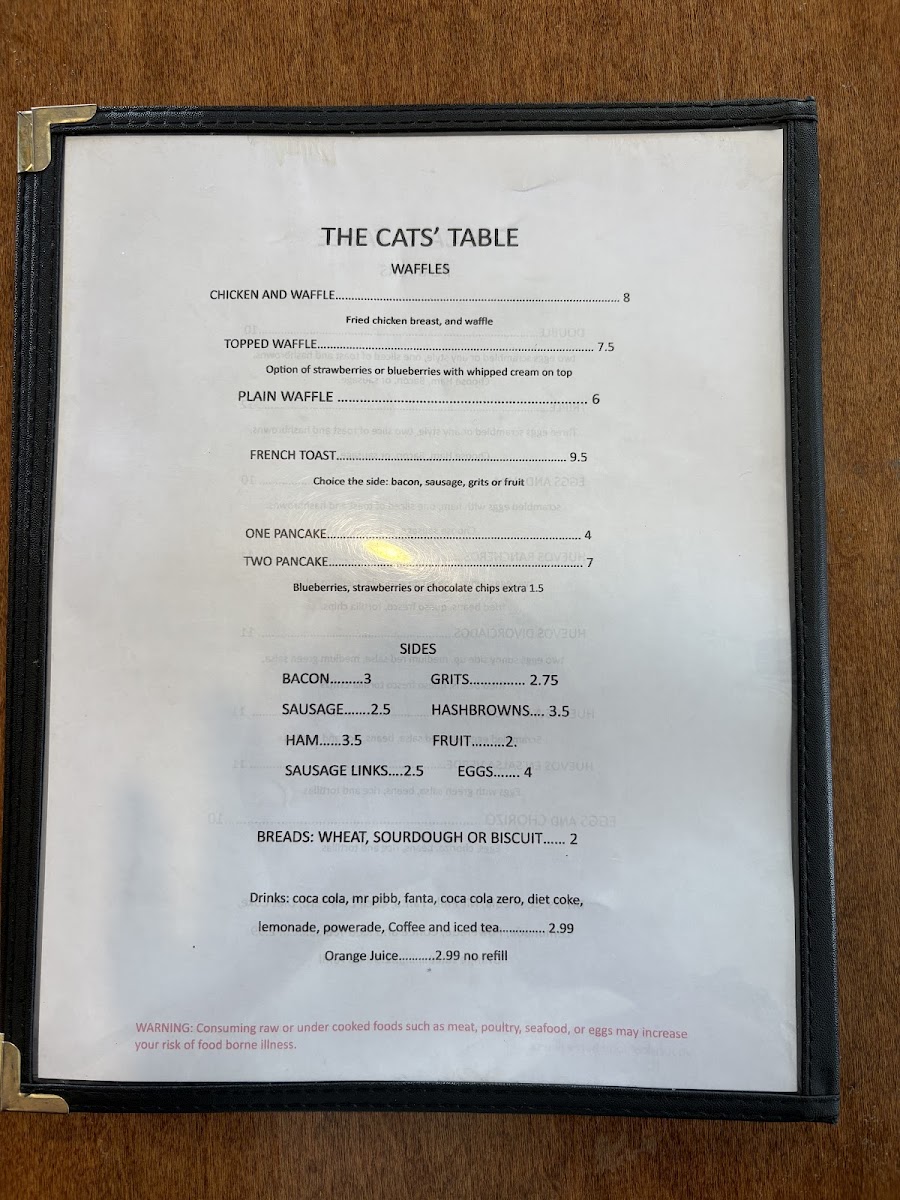 THE CATS' TABLE
WAFFLES
CHICKEN AND WAFFLE.......................................................................................... 8
Fried chicken breast, and waffle
TOPPED WAFFLE........................................................................................ 7.5
Option of strawberries or blueberries with whipped cream on top
PLAIN WAFFLE .............................................................................. 6
FRENCH TOAST......................................................................... 9.5
Choice the side: bacon, sausage, grits or fruit
ONE PANCAKE................................................................................ 4
TWO PANCAKE................................................................................ 7
Blueberries, strawberries or chocolate chips extra 1.5
SIDES
BACON.........3 GRITS............... 2.75
SAUSAGE.......2.5 HASHBROWNS.... 3.5
HAM......3.5 FRUIT.........2.
SAUSAGE LINKS....2.5 EGGS....... 4
BREADS: WHEAT, SOURDOUGH OR BISCUIT...... 2
Drinks: coca cola, mr pibb, fanta, coca cola zero, diet coke,
lemonade, powerade, Coffee and iced tea.............. 2.99
Orange Juice...........2.99 no refill
WARNING: Consuming raw or under cooked foods such as meat, poultry, seafood, or eggs may increase
your risk of food borne illness.